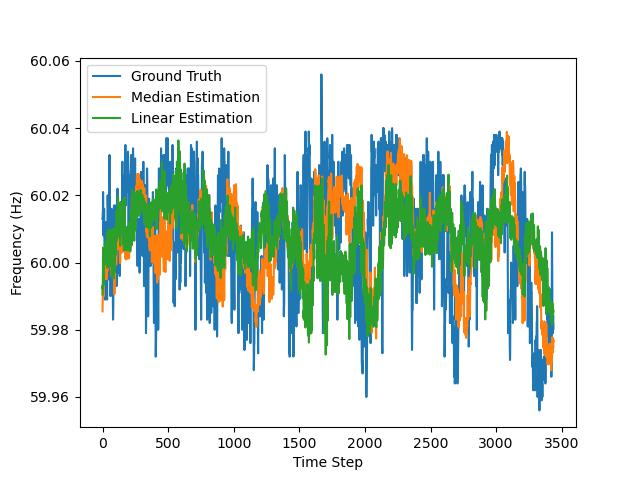 60.06
60.04
60.02
60.00
59.98
59.96
Frequency (Hz)
Ground Truth
Median Estimation
Linear Estimation
0
500
1000
1500
2000
2500
3000
3500
Time Step